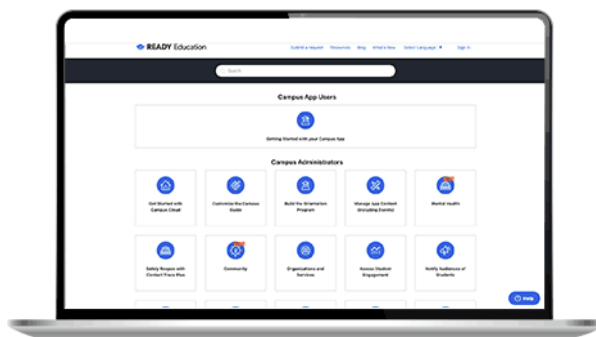 READY Education
Submit a request Resources Blog What's New Select Language ▼ Sign in
Search
Campus App Users
Getting Started with your Campus App
Campus Administrators
Get Started with
Campus Cloud
Customize the Campus
Guide
Build the Orientation
Program
Manage App Content
(Including Events)
Mental Health
Safely Reopen with
Contact Trace Plus
Community
Organizations and
Services
Assess Student
Engagement
Notify Audiences of
Students
Help